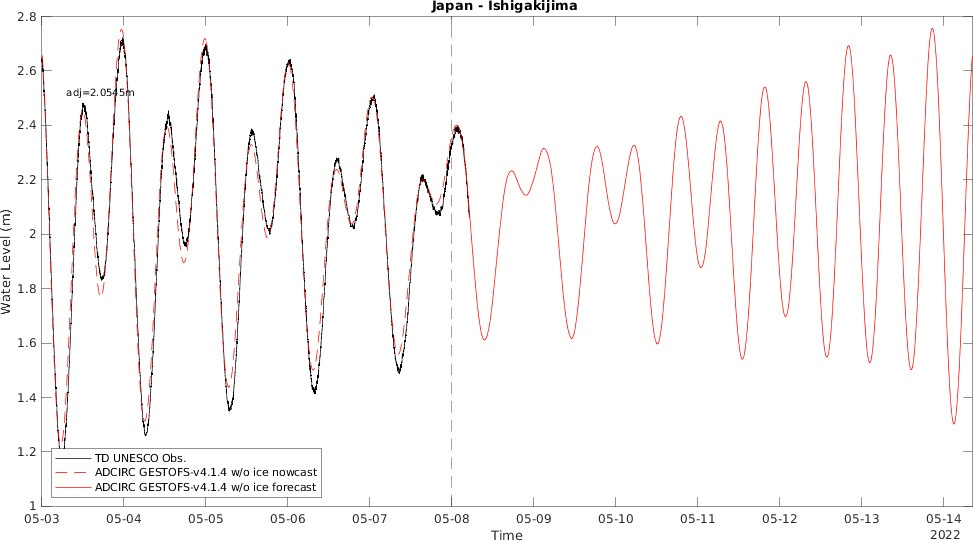 Japan - Ishigakijima
2.8
2.6
2.4
2.2
2
1.8
1.6
1.4
1.2
1
Water Level (m)
adj=2.0545m
TD UNESCO Obs.
ADCIRC GESTOFS-v4.1.4 w/o ice nowcast
ADCIRC GESTOFS-v4.1.4 w/o ice forecast
05-03 05-04 05-05 05-06 05-07 05-08 05-09 05-10 05-11 05-12 05-13 05-14
Time
2022